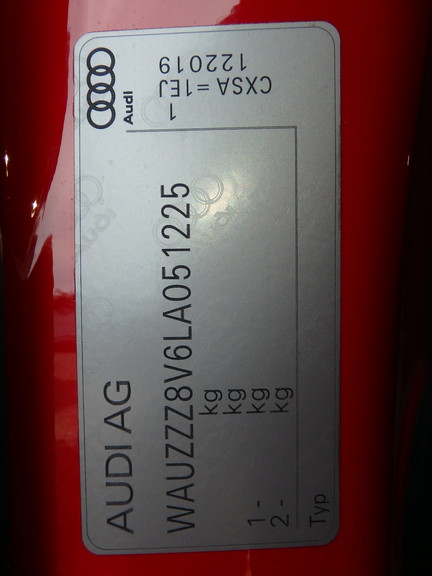 AUDI AG
Audi
WAUZZZ8V6LA051225
kg
kg
1 - kg
2 - kg
Typ
1
CXSA =1EJ
122019